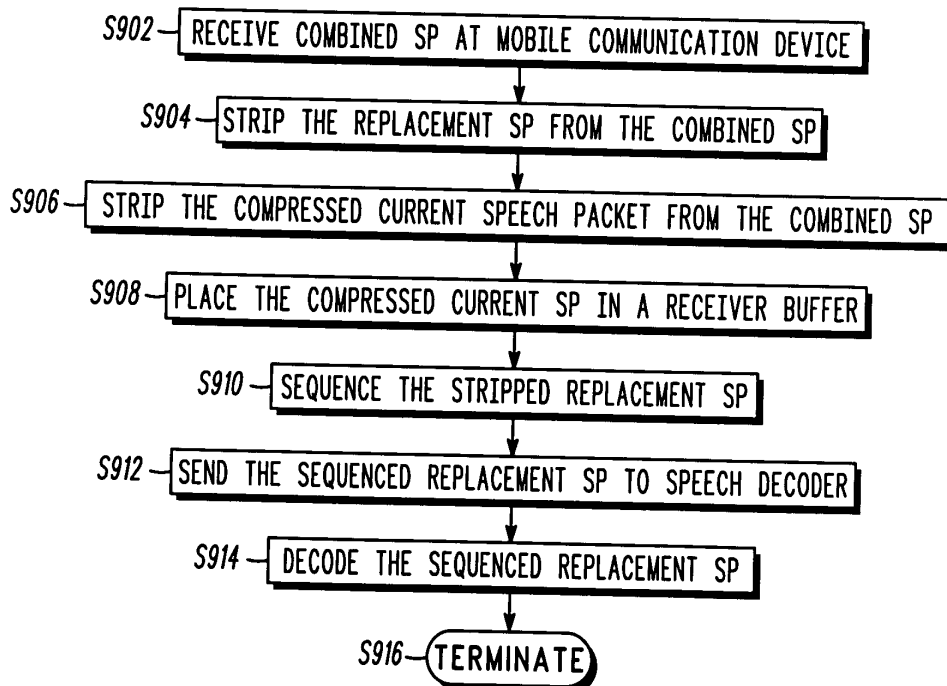 S902 RECEIVE COMBINED SP AT MOBILE COMMUNICATION DEVICE
S904 STRIP THE REPLACEMENT SP FROM THE COMBINED SP
S906 STRIP THE COMPRESSED CURRENT SPEECH PACKET FROM THE COMBINED SP
S908 PLACE THE COMPRESSED CURRENT SP IN A RECEIVER BUFFER
S910 SEQUENCE THE STRIPPED REPLACEMENT SP
S912 SEND THE SEQUENCED REPLACEMENT SP TO SPEECH DECODER
S914 DECODE THE SEQUENCED REPLACEMENT SP
S916 TERMINATE